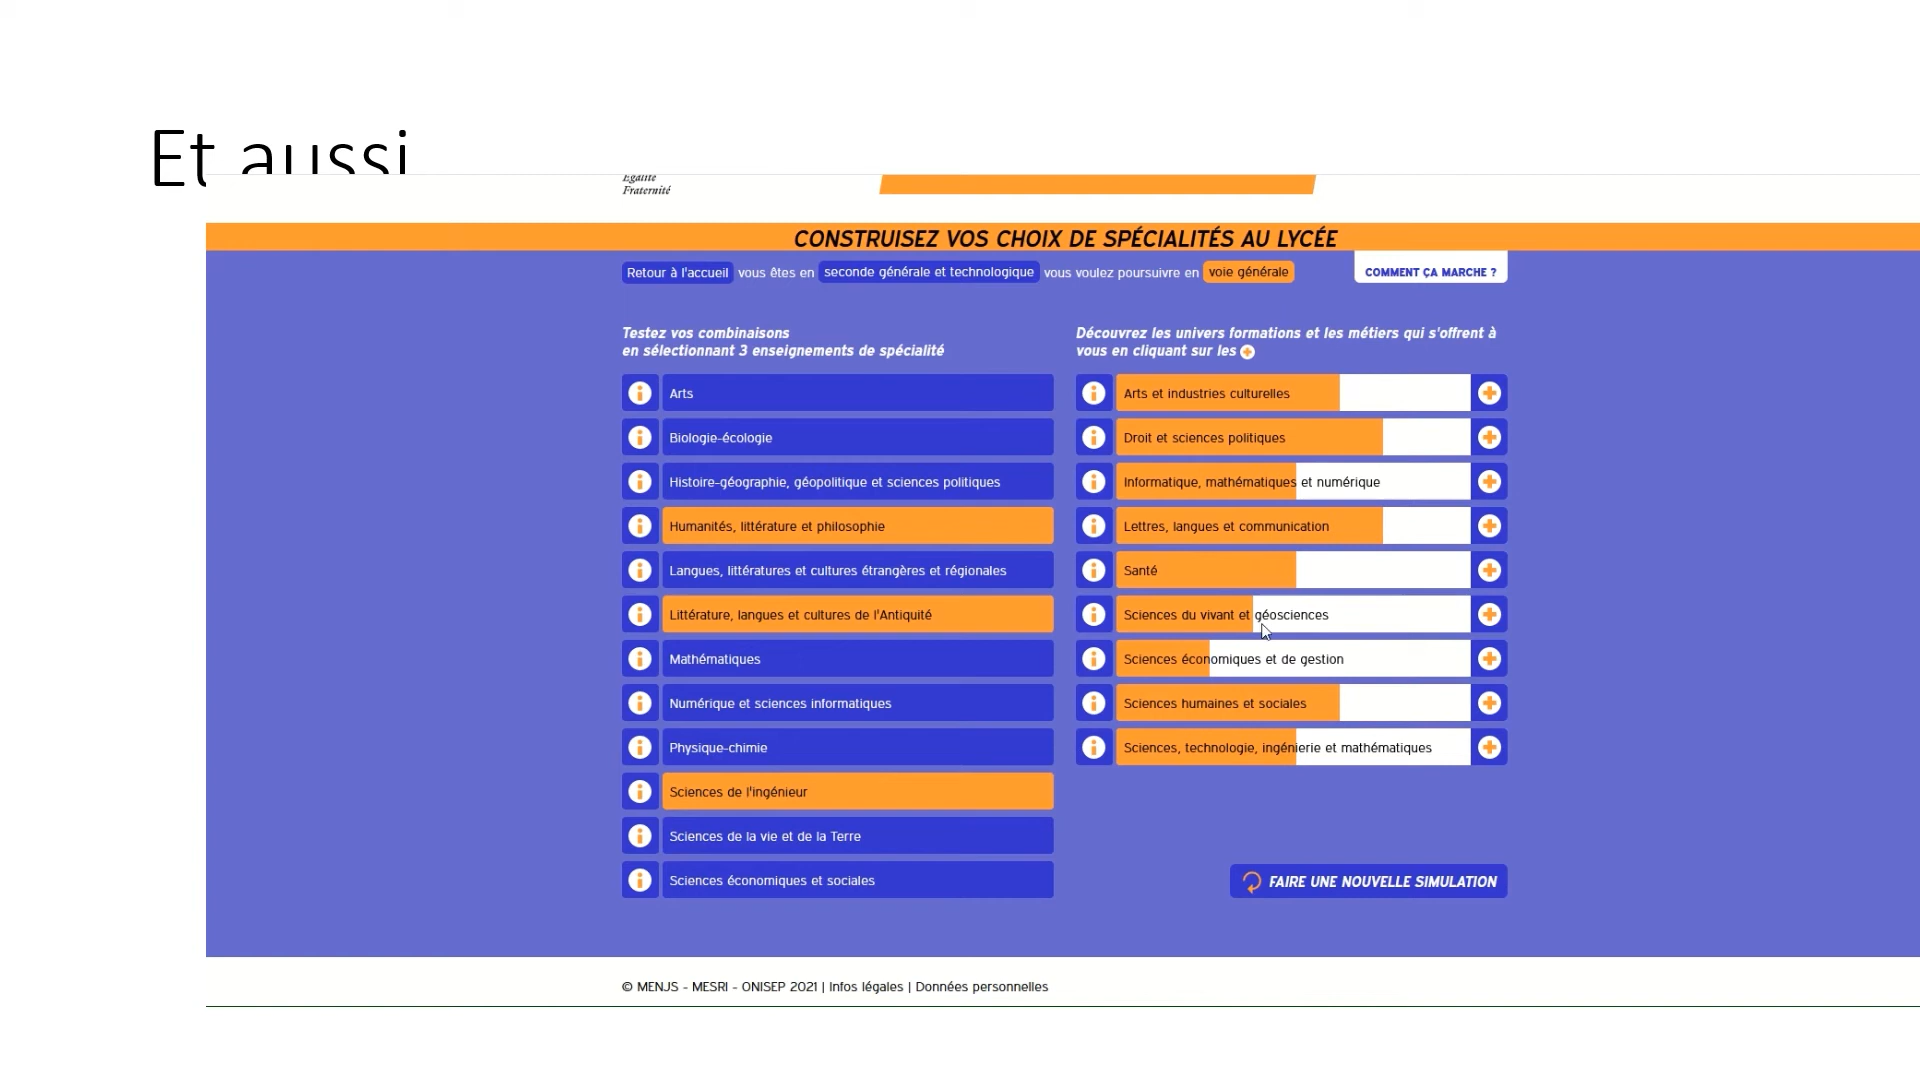 Et aussi
Égalité
Fraternité
CONSTRUISEZ VOS CHOIX DE SPÉCIALITÉS AU LYCÉE
Retour à l'accueil vous êtes en seconde générale et technologique vous voulez poursuivre en voie générale
COMMENT ÇA MARCHE ?
Testez vos combinaisons
en sélectionnant 3 enseignements de spécialité
Arts
Biologie-écologie
Histoire-géographie, géopolitique et sciences politiques
Humanités, littérature et philosophie
Langues, littératures et cultures étrangères et régionales
Littérature, langues et cultures de l'Antiquité
Mathématiques
Numérique et sciences informatiques
Physique-chimie
Sciences de l'ingénieur
Sciences de la vie et de la Terre
Sciences économiques et sociales
Découvrez les univers formations et les métiers qui s'offrent à
vous en cliquant sur les
Arts et industries culturelles
Droit et sciences politiques
Informatique, mathématiques et numérique
Lettres, langues et communication
Santé
Sciences du vivant et géosciences
Sciences économiques et de gestion
Sciences humaines et sociales
Sciences, technologie, ingénierie et mathématiques
FAIRE UNE NOUVELLE SIMULATION
© MENJS - MESRI - ONISEP 2021 | Infos légales | Données personnelles